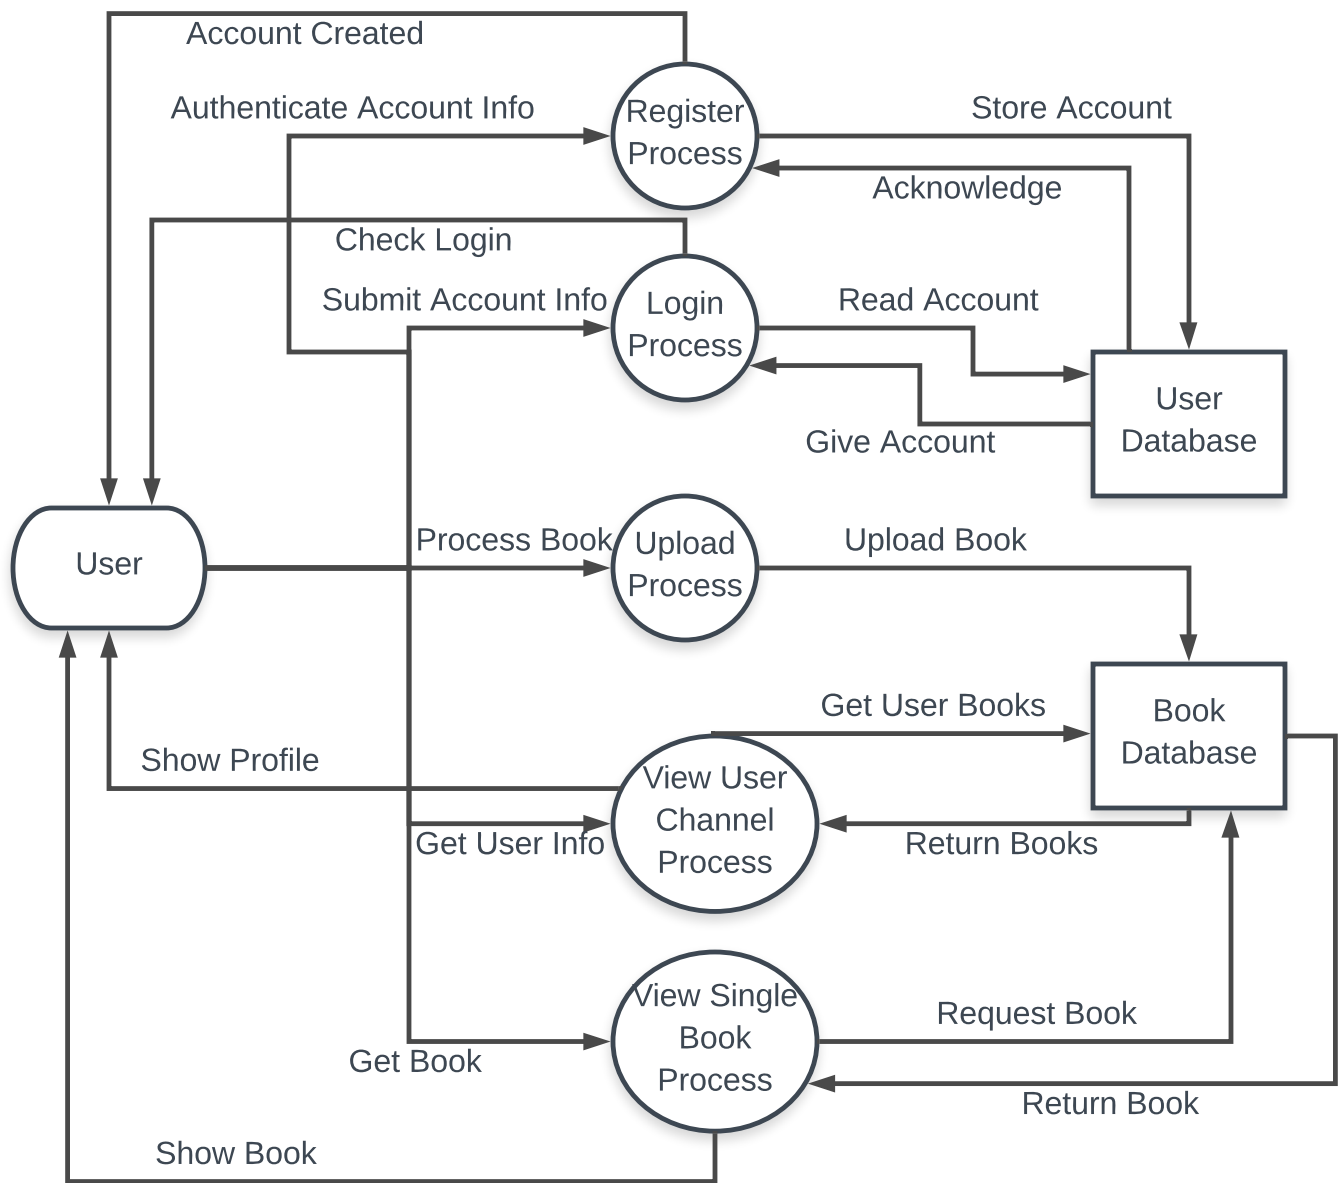 Account Created
Authenticate Account Info
Register
Process
Store Account
Acknowledge
Check Login
Submit Account Info
Login
Process
Read Account
Give Account
User
Database
User
Process Book
Upload
Process
Upload Book
Book
Database
Get User Books
Show Profile
View User
Channel
Process
Get User Info
Return Books
View Single
Book
Process
Request Book
Get Book
Return Book
Show Book